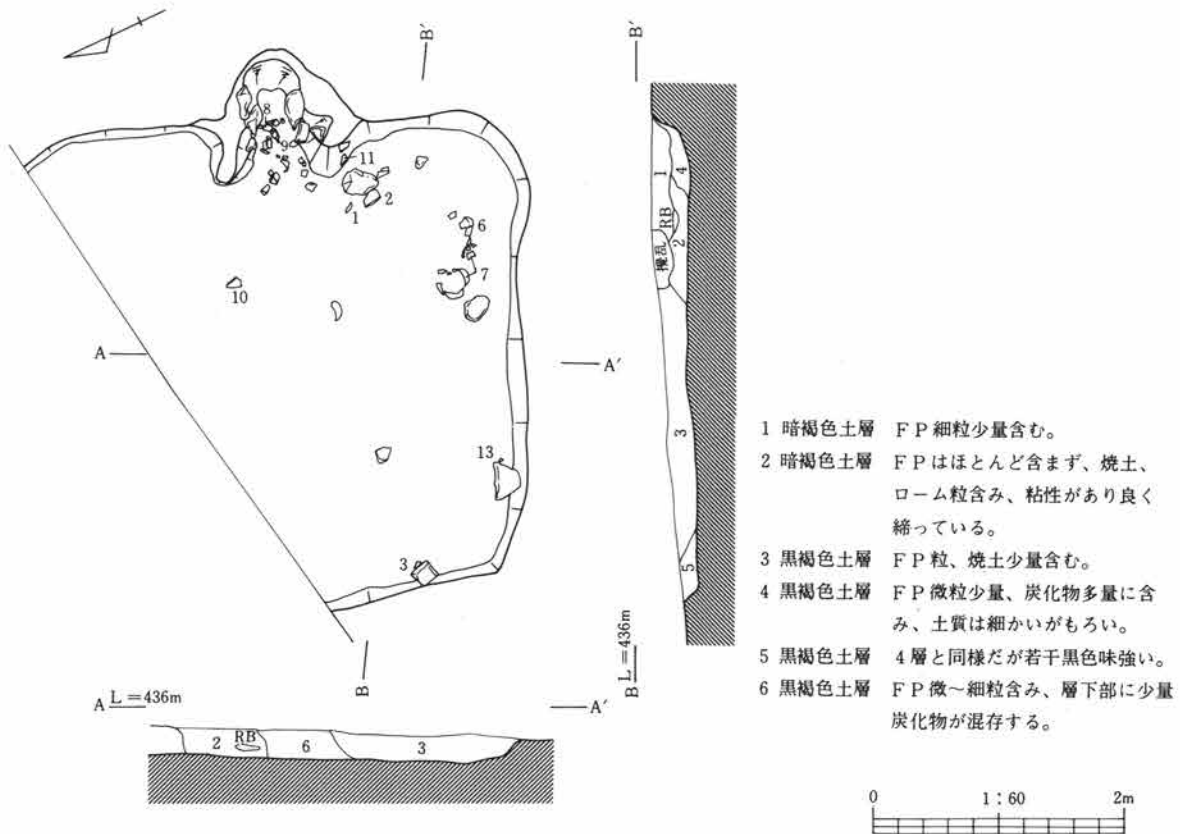 B'
B'
8
9
11
2
1
6
7
10
A
A'
13
3
B
B L＝436m
A L＝436m
A'
1
4
RB
2
攪乱
3
5
2
RB
6
3
1 暗褐色土層 ＦＰ細粒少量含む。
2 暗褐色土層 ＦＰはほとんど含まず、焼土、
ローム粒含み、粘性があり良く
締っている。
3 黒褐色土層 ＦＰ粒、焼土少量含む。
4 黒褐色土層 ＦＰ微粒少量、炭化物多量に含
み、土質は細かいがもろい。
5 黒褐色土層 4層と同様だが若干黒色味強い。
6 黒褐色土層 ＦＰ微〜細粒含み、層下部に少量
炭化物が混存する。
0 1：60 2m